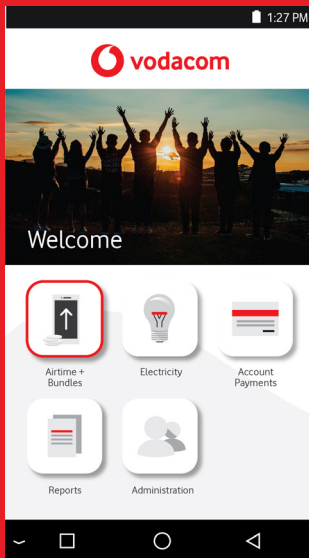 1:27 PM
vodacom
Welcome
Airtime +
Bundles
Electricity
Account
Payments
Reports
Administration